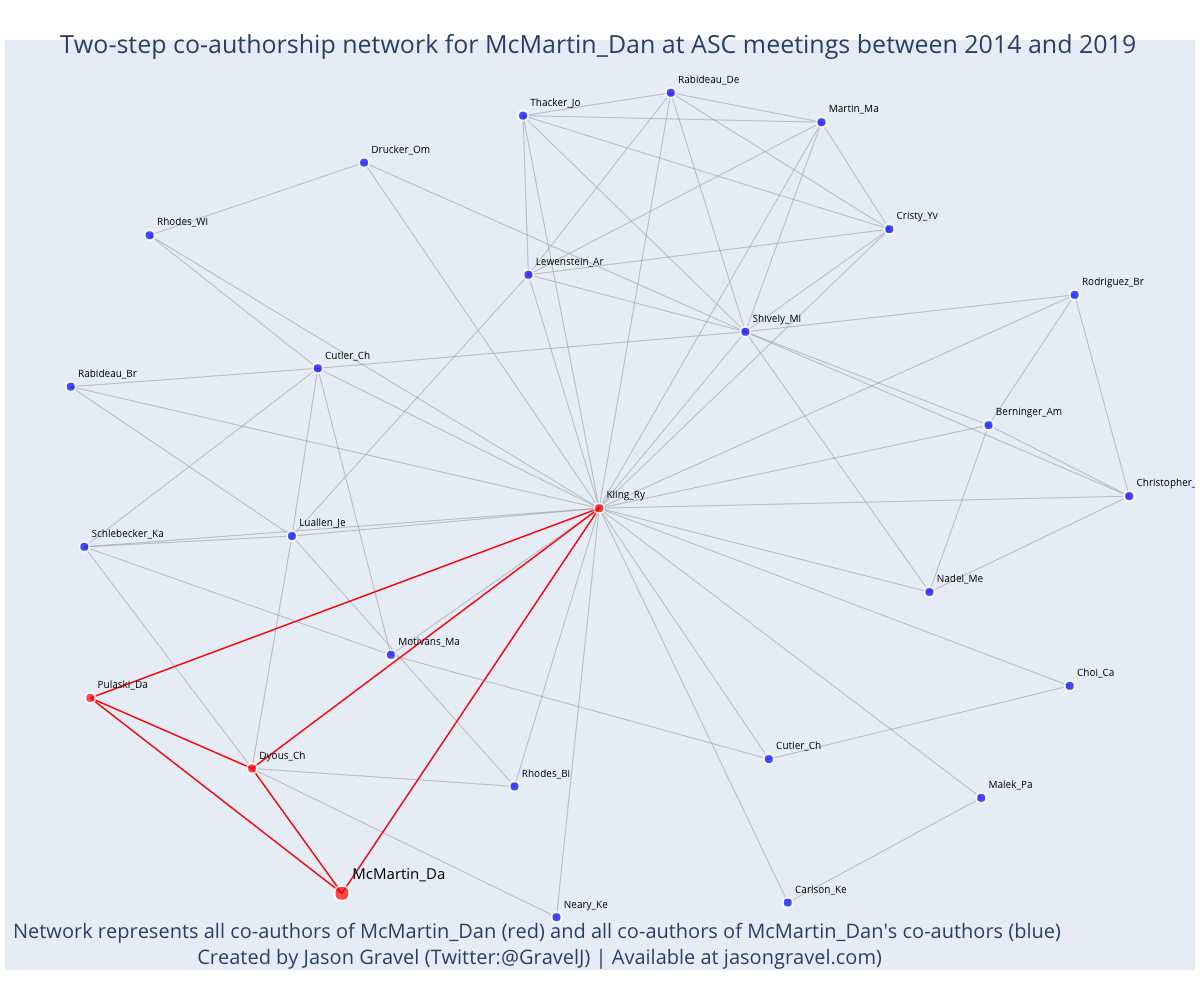 Two-step co-authorship network for McMartin_Dan at ASC meetings between 2014 and 2019
Rabideau_De
Thacker_Jo
Martin_Ma
Drucker_Om
Rhodes_Wi
Cristy_Yv
Lewenstein_Ar
Rodriguez_Br
Shively_Mi
Cutler_Ch
Rabideau_Br
Berninger_Am
Christopher_
Kling_Ry
Luallen_Je
Schlebecker_Ka
Nadel_Me
Motivans_Ma
Choi_Ca
Pulaski_Da
Cutler_Ch
Dyous_Ch
Rhodes_Bi
Malek_Pa
McMartin_Da
Carlson_Ke
Neary_Ke
Network represents all co-authors of McMartin_Dan (red) and all co-authors of McMartin_Dan's co-authors (blue)
Created by Jason Gravel (Twitter:@GravelJ) | Available at jasongravel.com)